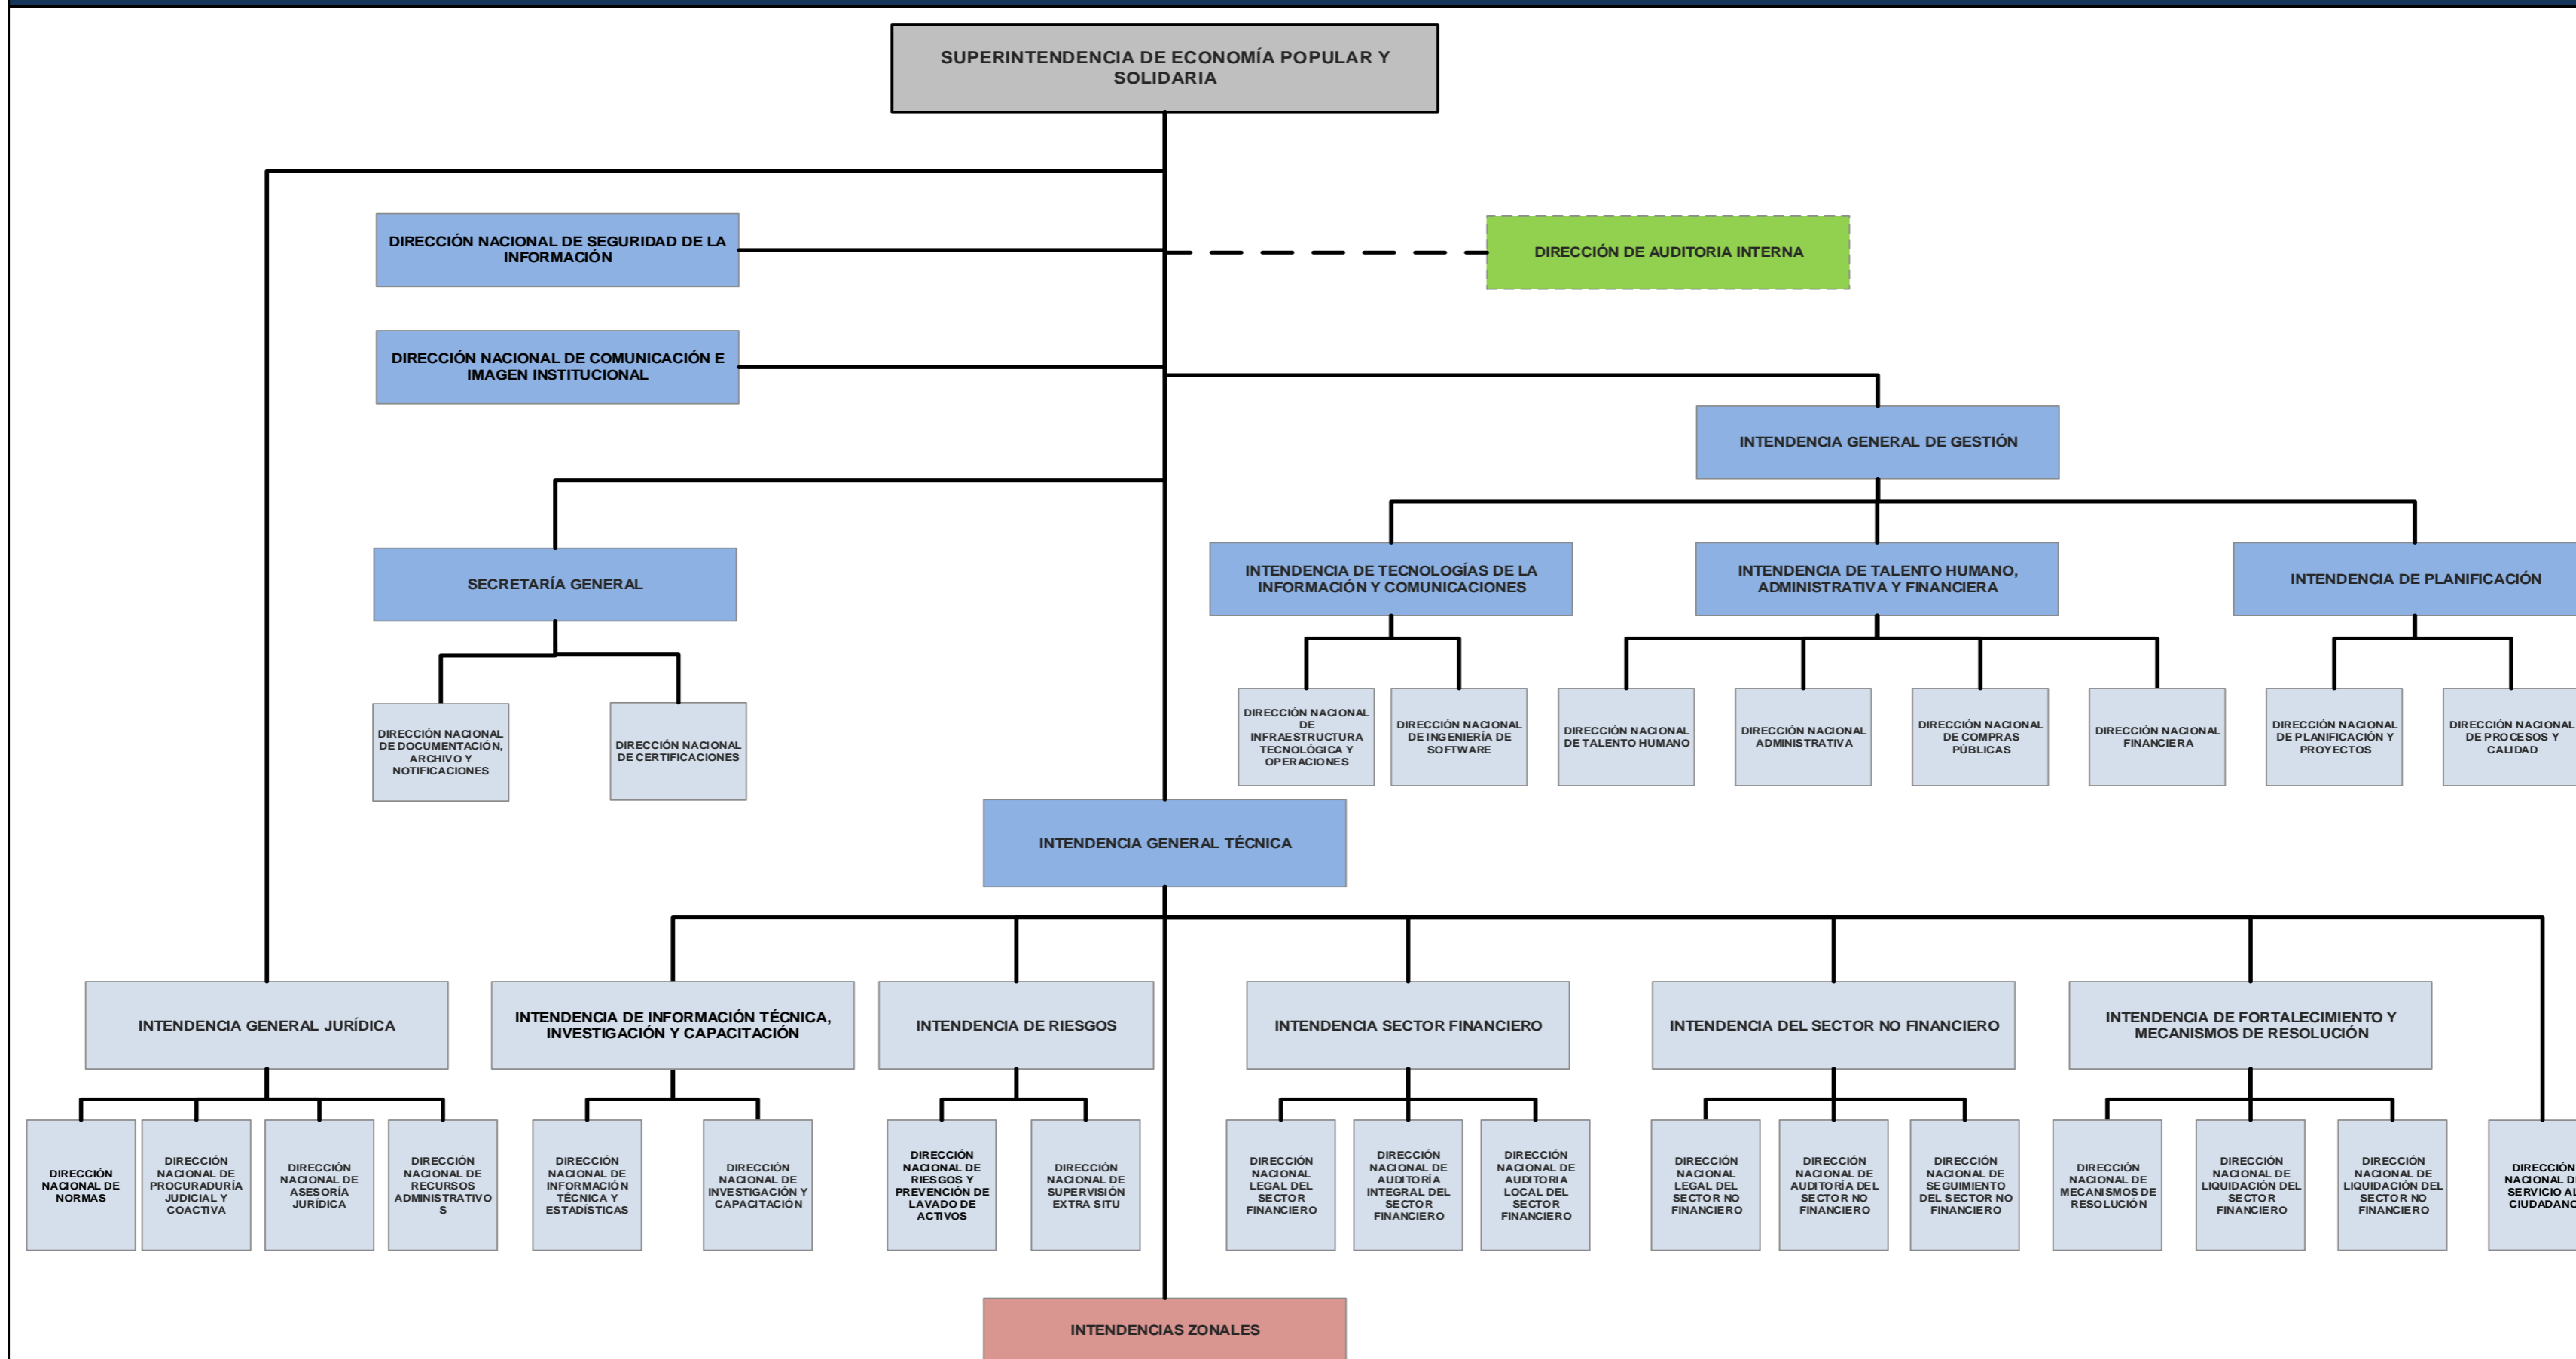 SUPERINTENDENCIA DE ECONOMÍA POPULAR Y
SOLIDARIA
DIRECCIÓN NACIONAL DE SEGURIDAD DE LA
INFORMACIÓN
DIRECCIÓN DE AUDITORIA INTERNA
DIRECCIÓN NACIONAL DE COMUNICACIÓN E
IMAGEN INSTITUCIONAL
INTENDENCIA GENERAL DE GESTIÓN
SECRETARÍA GENERAL
INTENDENCIA DE TECNOLOGÍAS DE LA
INFORMACIÓN Y COMUNICACIONES
INTENDENCIA DE TALENTO HUMANO,
ADMINISTRATIVA Y FINANCIERA
INTENDENCIA DE PLANIFICACIÓN
DIRECCIÓN NACIONAL
DE DOCUMENTACIÓN,
ARCHIVO Y
NOTIFICACIONES
DIRECCIÓN NACIONAL
DE CERTIFICACIONES
DIRECCIÓN NACIONAL
DE
INFRAESTRUCTURA
TECNOLÓGICA Y
OPERACIONES
DIRECCIÓN NACIONAL
DE INGENIERÍA DE
SOFTWARE
DIRECCIÓN NACIONAL
DE TALENTO HUMANO
DIRECCIÓN NACIONAL
ADMINISTRATIVA
DIRECCIÓN NACIONAL
DE COMPRAS
PÚBLICAS
DIRECCIÓN NACIONAL
FINANCIERA
DIRECCIÓN NACIONAL
DE PLANIFICACIÓN Y
PROYECTOS
DIRECCIÓN NACIONAL
DE PROCESOS Y
CALIDAD
INTENDENCIA GENERAL TÉCNICA
INTENDENCIA GENERAL JURÍDICA
INTENDENCIA DE INFORMACIÓN TÉCNICA,
INVESTIGACIÓN Y CAPACITACIÓN
INTENDENCIA DE RIESGOS
INTENDENCIA SECTOR FINANCIERO
INTENDENCIA DEL SECTOR NO FINANCIERO
INTENDENCIA DE FORTALECIMIENTO Y
MECANISMOS DE RESOLUCIÓN
DIRECCIÓN
NACIONAL DE
NORMAS
DIRECCIÓN
NACIONAL DE
PROCURADURÍA
JUDICIAL Y
COACTIVA
DIRECCIÓN
NACIONAL DE
ASESORÍA
JURÍDICA
DIRECCIÓN
NACIONAL DE
RECURSOS
ADMINISTRATIVO
S
DIRECCIÓN
NACIONAL DE
INFORMACIÓN
TÉCNICA Y
ESTADÍSTICAS
DIRECCIÓN
NACIONAL DE
INVESTIGACIÓN Y
CAPACITACIÓN
DIRECCIÓN
NACIONAL DE
RIESGOS Y
PREVENCIÓN DE
LAVADO DE
ACTIVOS
DIRECCIÓN
NACIONAL DE
SUPERVISIÓN
EXTRA SITU
DIRECCIÓN
NACIONAL
LEGAL DEL
SECTOR
FINANCIERO
DIRECCIÓN
NACIONAL DE
AUDITORÍA
INTEGRAL DEL
SECTOR
FINANCIERO
DIRECCIÓN
NACIONAL DE
AUDITORIA
LOCAL DEL
SECTOR
FINANCIERO
DIRECCIÓN
NACIONAL
LEGAL DEL
SECTOR NO
FINANCIERO
DIRECCIÓN
NACIONAL DE
AUDITORÍA DEL
SECTOR NO
FINANCIERO
DIRECCIÓN
NACIONAL DE
SEGUIMIENTO
DEL SECTOR NO
FINANCIERO
DIRECCIÓN
NACIONAL DE
MECANISMOS DE
RESOLUCIÓN
DIRECCIÓN
NACIONAL DE
LIQUIDACIÓN DEL
SECTOR
FINANCIERO
DIRECCIÓN
NACIONAL DE
LIQUIDACIÓN DEL
SECTOR NO
FINANCIERO
DIRECCIÓN
NACIONAL
SERVICIO
INTENDENCIAS ZONALES